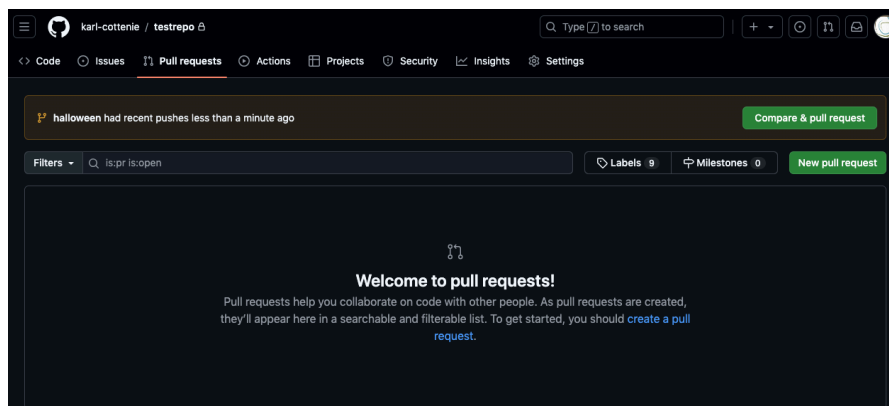 karl-cottenie / testrepo
Type / to search
Code Issues Pull requests Actions Projects Security Insights Settings
halloween had recent pushes less than a minute ago
Compare & pull request
Filters is:pr is:open Labels 9 Milestones 0 New pull request
Welcome to pull requests!
Pull requests help you collaborate on code with other people. As pull requests are created,
they'll appear here in a searchable and filterable list. To get started, you should create a pull
request.